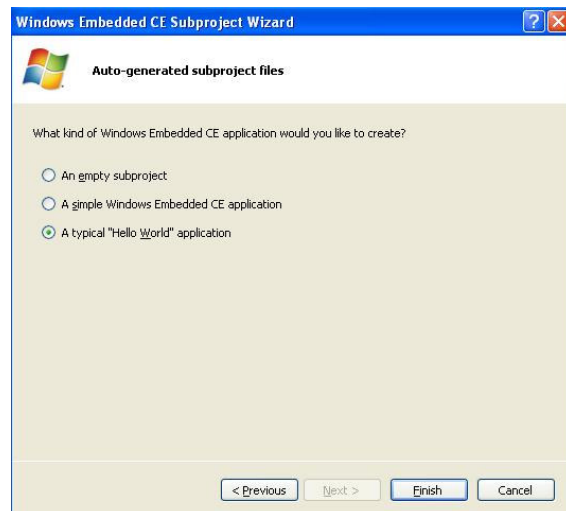 Windows Embedded CE Subproject Wizard
Auto-generated subproject files
What kind of Windows Embedded CE application would you like to create?
An empty subproject
A simple Windows Embedded CE application
A typical "Hello World" application
< Previous
Next >
Finish
Cancel